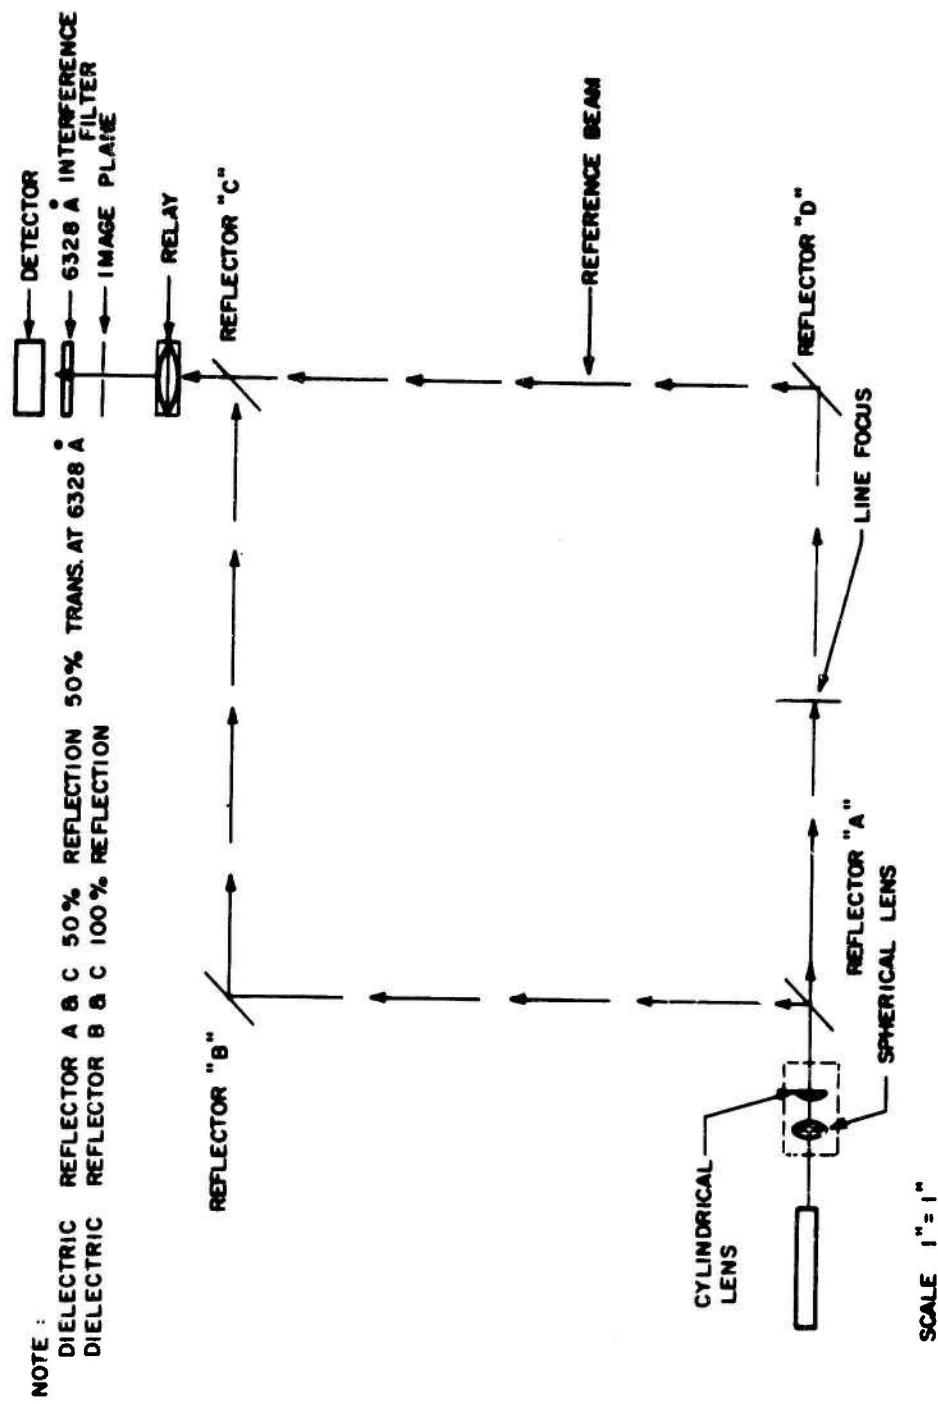 NOTE :
DIELECTRIC REFLECTOR A & C 50% REFLECTION 50% TRANS. AT 6328 Å
DIELECTRIC REFLECTOR B & C 100% REFLECTION
DETECTOR
6328 Å INTERFERENCE
FILTER
IMAGE PLANE
RELAY
REFLECTOR "B"
REFLECTOR "C"
REFERENCE BEAM
CYLINDRICAL
LENS
REFLECTOR "A"
SPHERICAL LENS
LINE FOCUS
REFLECTOR "D"
SCALE 1" = 1"